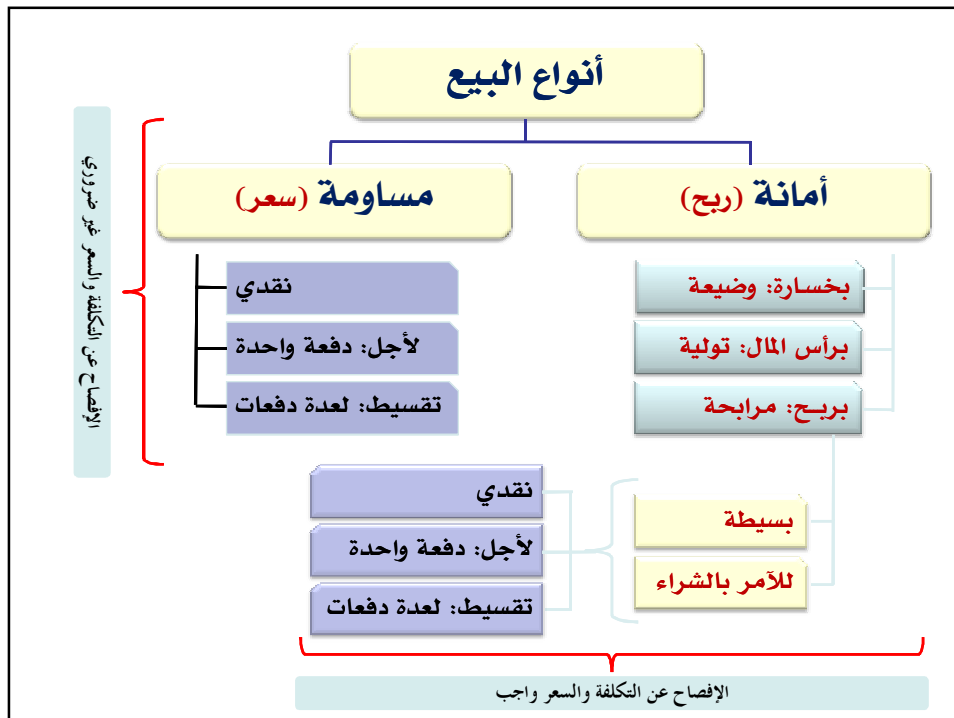 أنواع البيع
أمانة (ربح)
مساومة (سعر)
بخسارة: وضيعة
برأس المال: تولية
بربح: مرابحة
نقدي
لأجل: دفعة واحدة
تقسيط: لعدة دفعات
بسيطة
للآمر بالشراء
نقدي
لأجل: دفعة واحدة
تقسيط: لعدة دفعات
الإفصاح عن التكلفة والسعر غير ضروري
الإفصاح عن التكلفة والسعر واجب